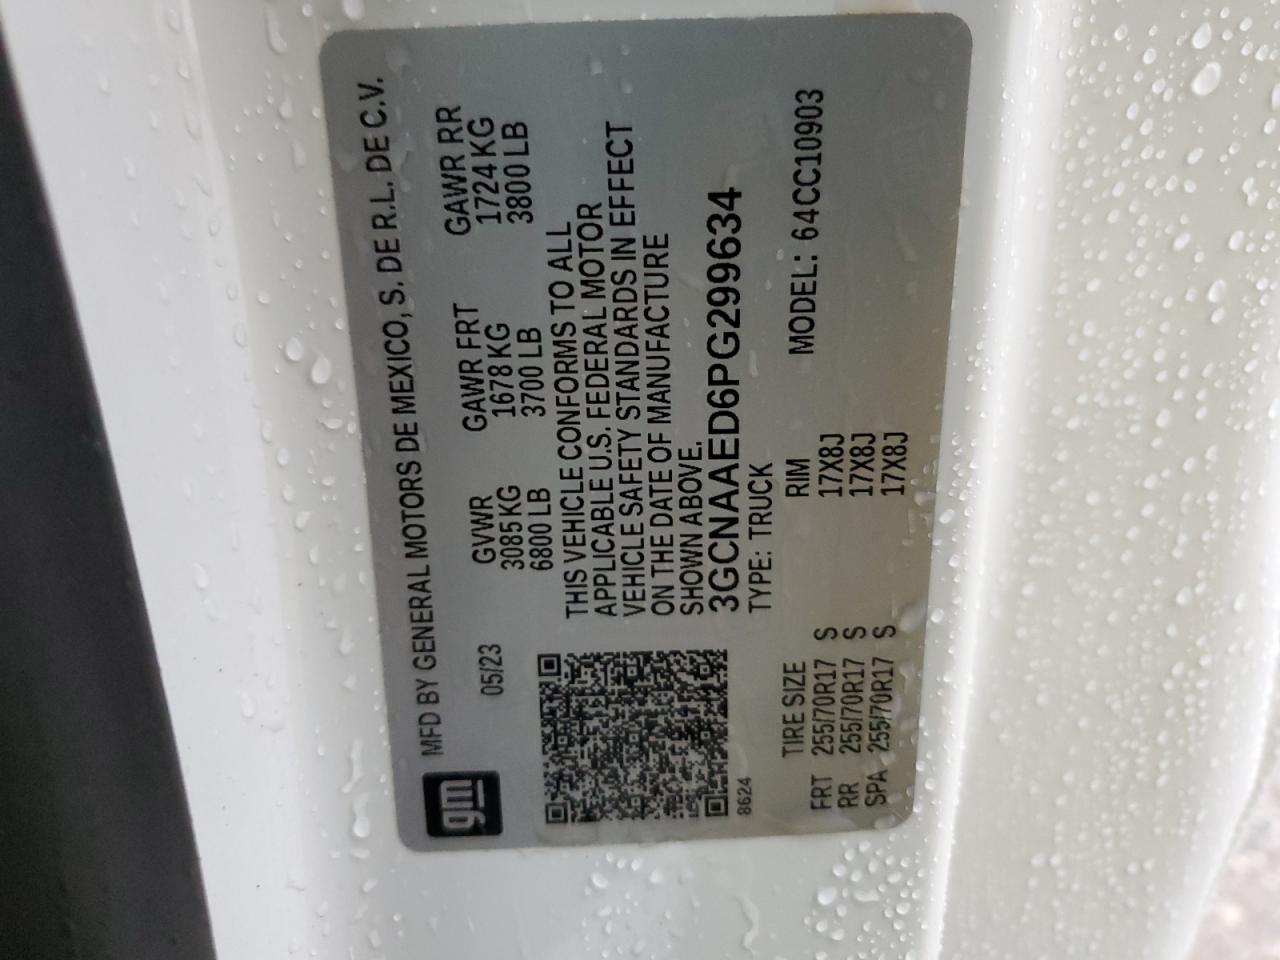 gm MFD BY GENERAL MOTORS DE MEXICO, S. DE R.L. DE C.V.
05/23 GVWR GAWR FRT GAWR RR
3085 KG 1678 KG 1724 KG
6800 LB 3700 LB 3800 LB
THIS VEHICLE CONFORMS TO ALL
APPLICABLE U.S. FEDERAL MOTOR
VEHICLE SAFETY STANDARDS IN EFFECT
ON THE DATE OF MANUFACTURE
SHOWN ABOVE.
3GCNAAED6PG299634
8624 TYPE: TRUCK MODEL: 64CC10903
TIRE SIZE RIM
FRT 255/70R17 S 17X8J
RR 255/70R17 S 17X8J
SPA 255/70R17 S 17X8J